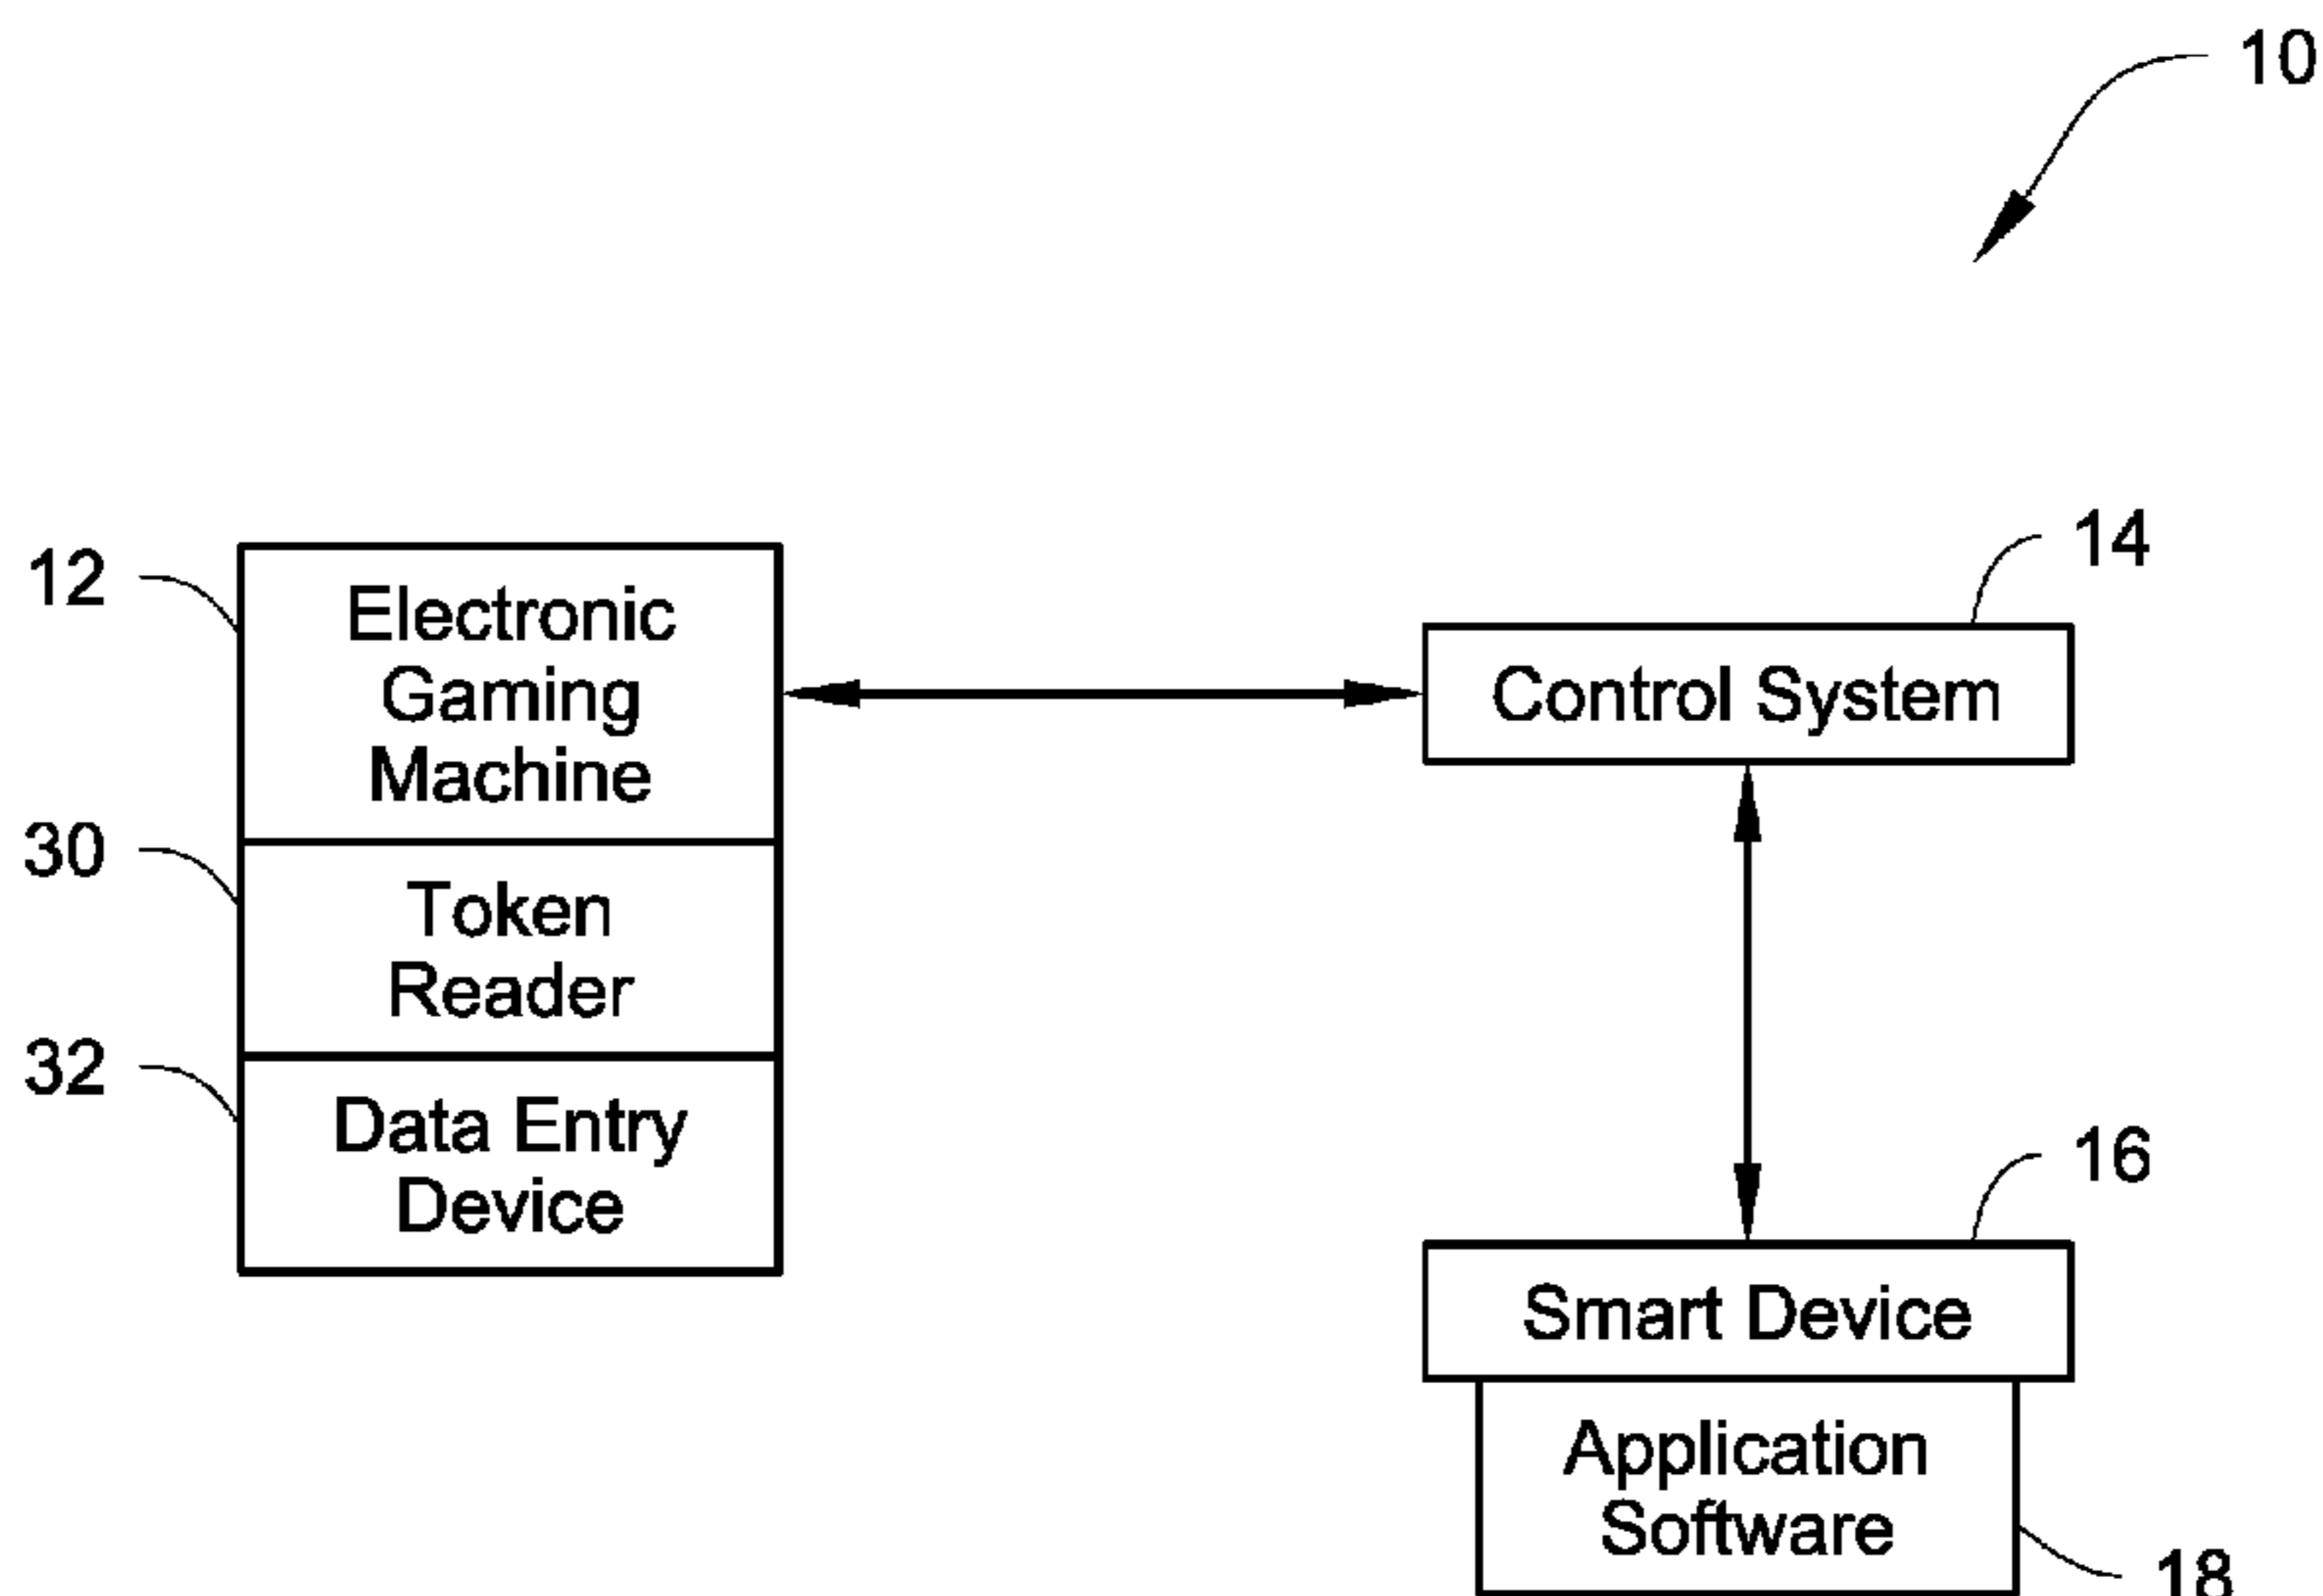 10
12
Electronic
Gaming
Machine
14
Control System
30
Token
Reader
32
Data Entry
Device
16
Smart Device
Application
Software
18